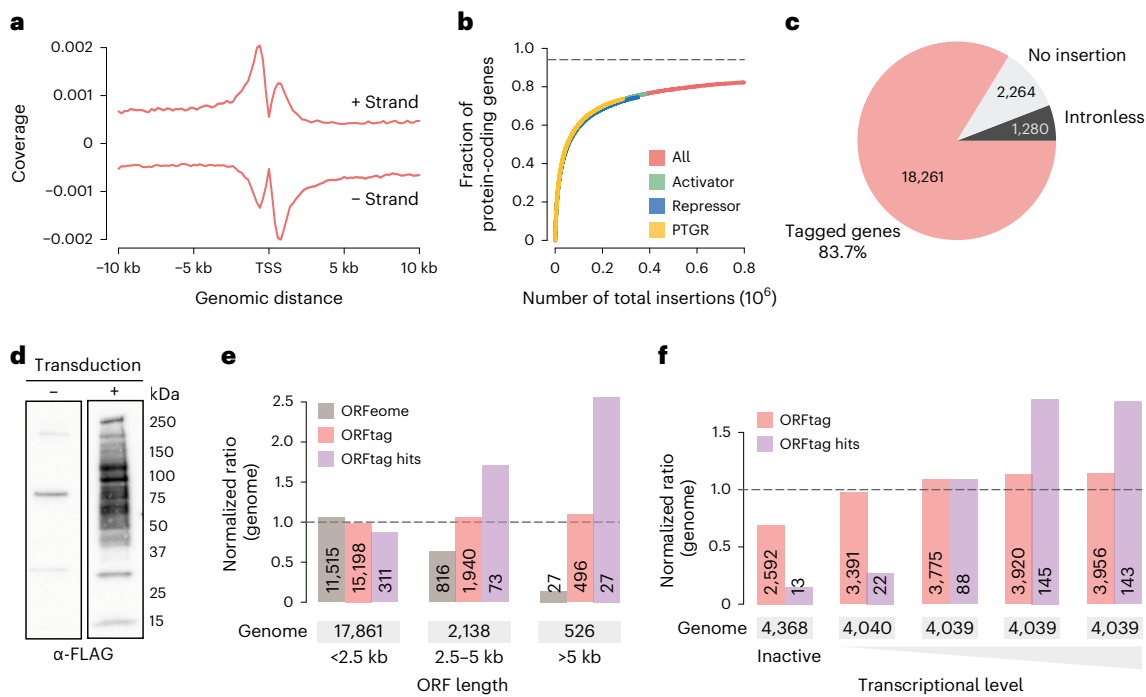 a
0.002
0.001
0
−0.001
−0.002
Coverage
+ Strand
− Strand
−10 kb −5 kb TSS 5 kb 10 kb
Genomic distance
b
1.0
0.8
0.6
0.4
0.2
0
Fraction of
protein-coding genes
All
Activator
Repressor
PTGR
0 0.2 0.4 0.6 0.8
Number of total insertions (10⁶)
c
No insertion
2,264
Intronless
1,280
18,261
Tagged genes
83.7%
d
Transduction
− + kDa
250
150
100
75
50
37
25
15
α-FLAG
e
2.5
2.0
1.5
1.0
0.5
0
Normalized ratio
(genome)
ORFeome
ORFtag
ORFtag hits
11,515 15,198 311 816 1,940 73 27 496 27
Genome 17,861 2,138 526
<2.5 kb 2.5–5 kb >5 kb
ORF length
f
1.5
1.0
0.5
0
Normalized ratio
(genome)
ORFtag
ORFtag hits
2,592 13 3,391 22 3,775 88 3,920 145 3,956 143
Genome 4,368 4,040 4,039 4,039 4,039
Inactive
Transcriptional level